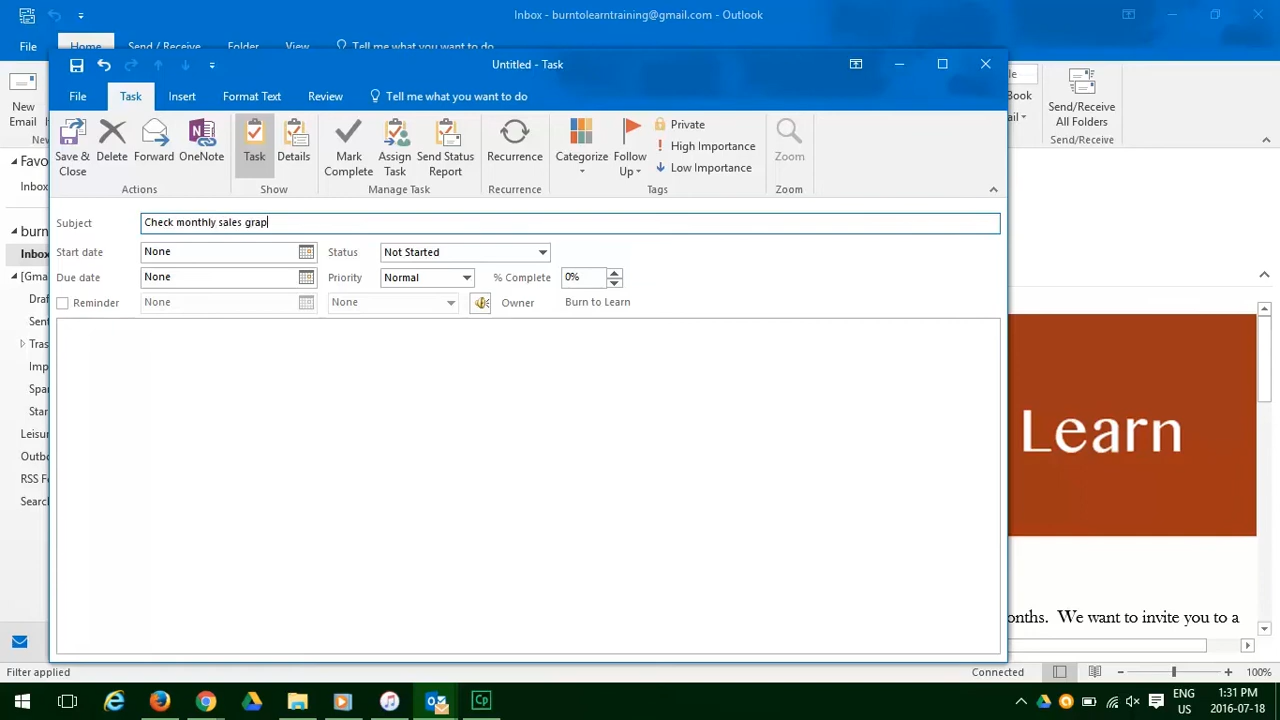 Inbox - burntolearntraining@gmail.com - Outlook
File Home Send / Receive Folder View Tell me what you want to do
Untitled - Task
File Task Insert Format Text Review Tell me what you want to do
New
Email
Save &
Close
Delete
Forward
OneNote
Actions
Task
Details
Show
Mark
Complete
Assign
Task
Send Status
Report
Manage Task
Recurrence
Recurrence
Categorize
Follow
Up
Private
High Importance
Low Importance
Tags
Zoom
Zoom
Book
Send/Receive
All Folders
Send/Receive
Subject Check monthly sales grap
Start date None Status Not Started
Due date None Priority Normal % Complete 0%
Reminder None None Owner Burn to Learn
Favo
Inbox
burn
Inbox
[Gma
Draf
Sent
Tras
Imp
Span
Star
Leisu
Outbo
RSS Fe
Search
Learn
onths. We want to invite you to a
Filter applied
Connected
100%
Cp
ENG
US
1:31 PM
2016-07-18